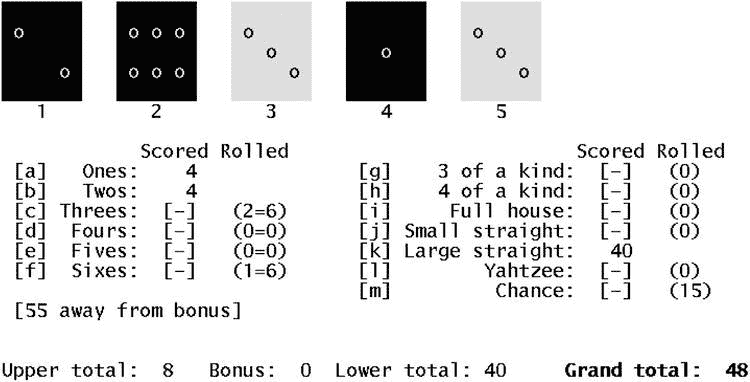 1 2 3 4 5
Scored Rolled Scored Rolled
[a] Ones: 4 [g] 3 of a kind: [-] (0)
[b] Twos: 4 [h] 4 of a kind: [-] (0)
[c] Threes: [-] (2=6) [i] Full house: [-] (0)
[d] Fours: [-] (0=0) [j] Small straight: [-] (0)
[e] Fives: [-] (0=0) [k] Large straight: 40
[f] Sixes: [-] (1=6) [l] Yahtzee: [-] (0)
[m] Chance: [-] (15)
[55 away from bonus]
Upper total: 8 Bonus: 0 Lower total: 40 Grand total: 48